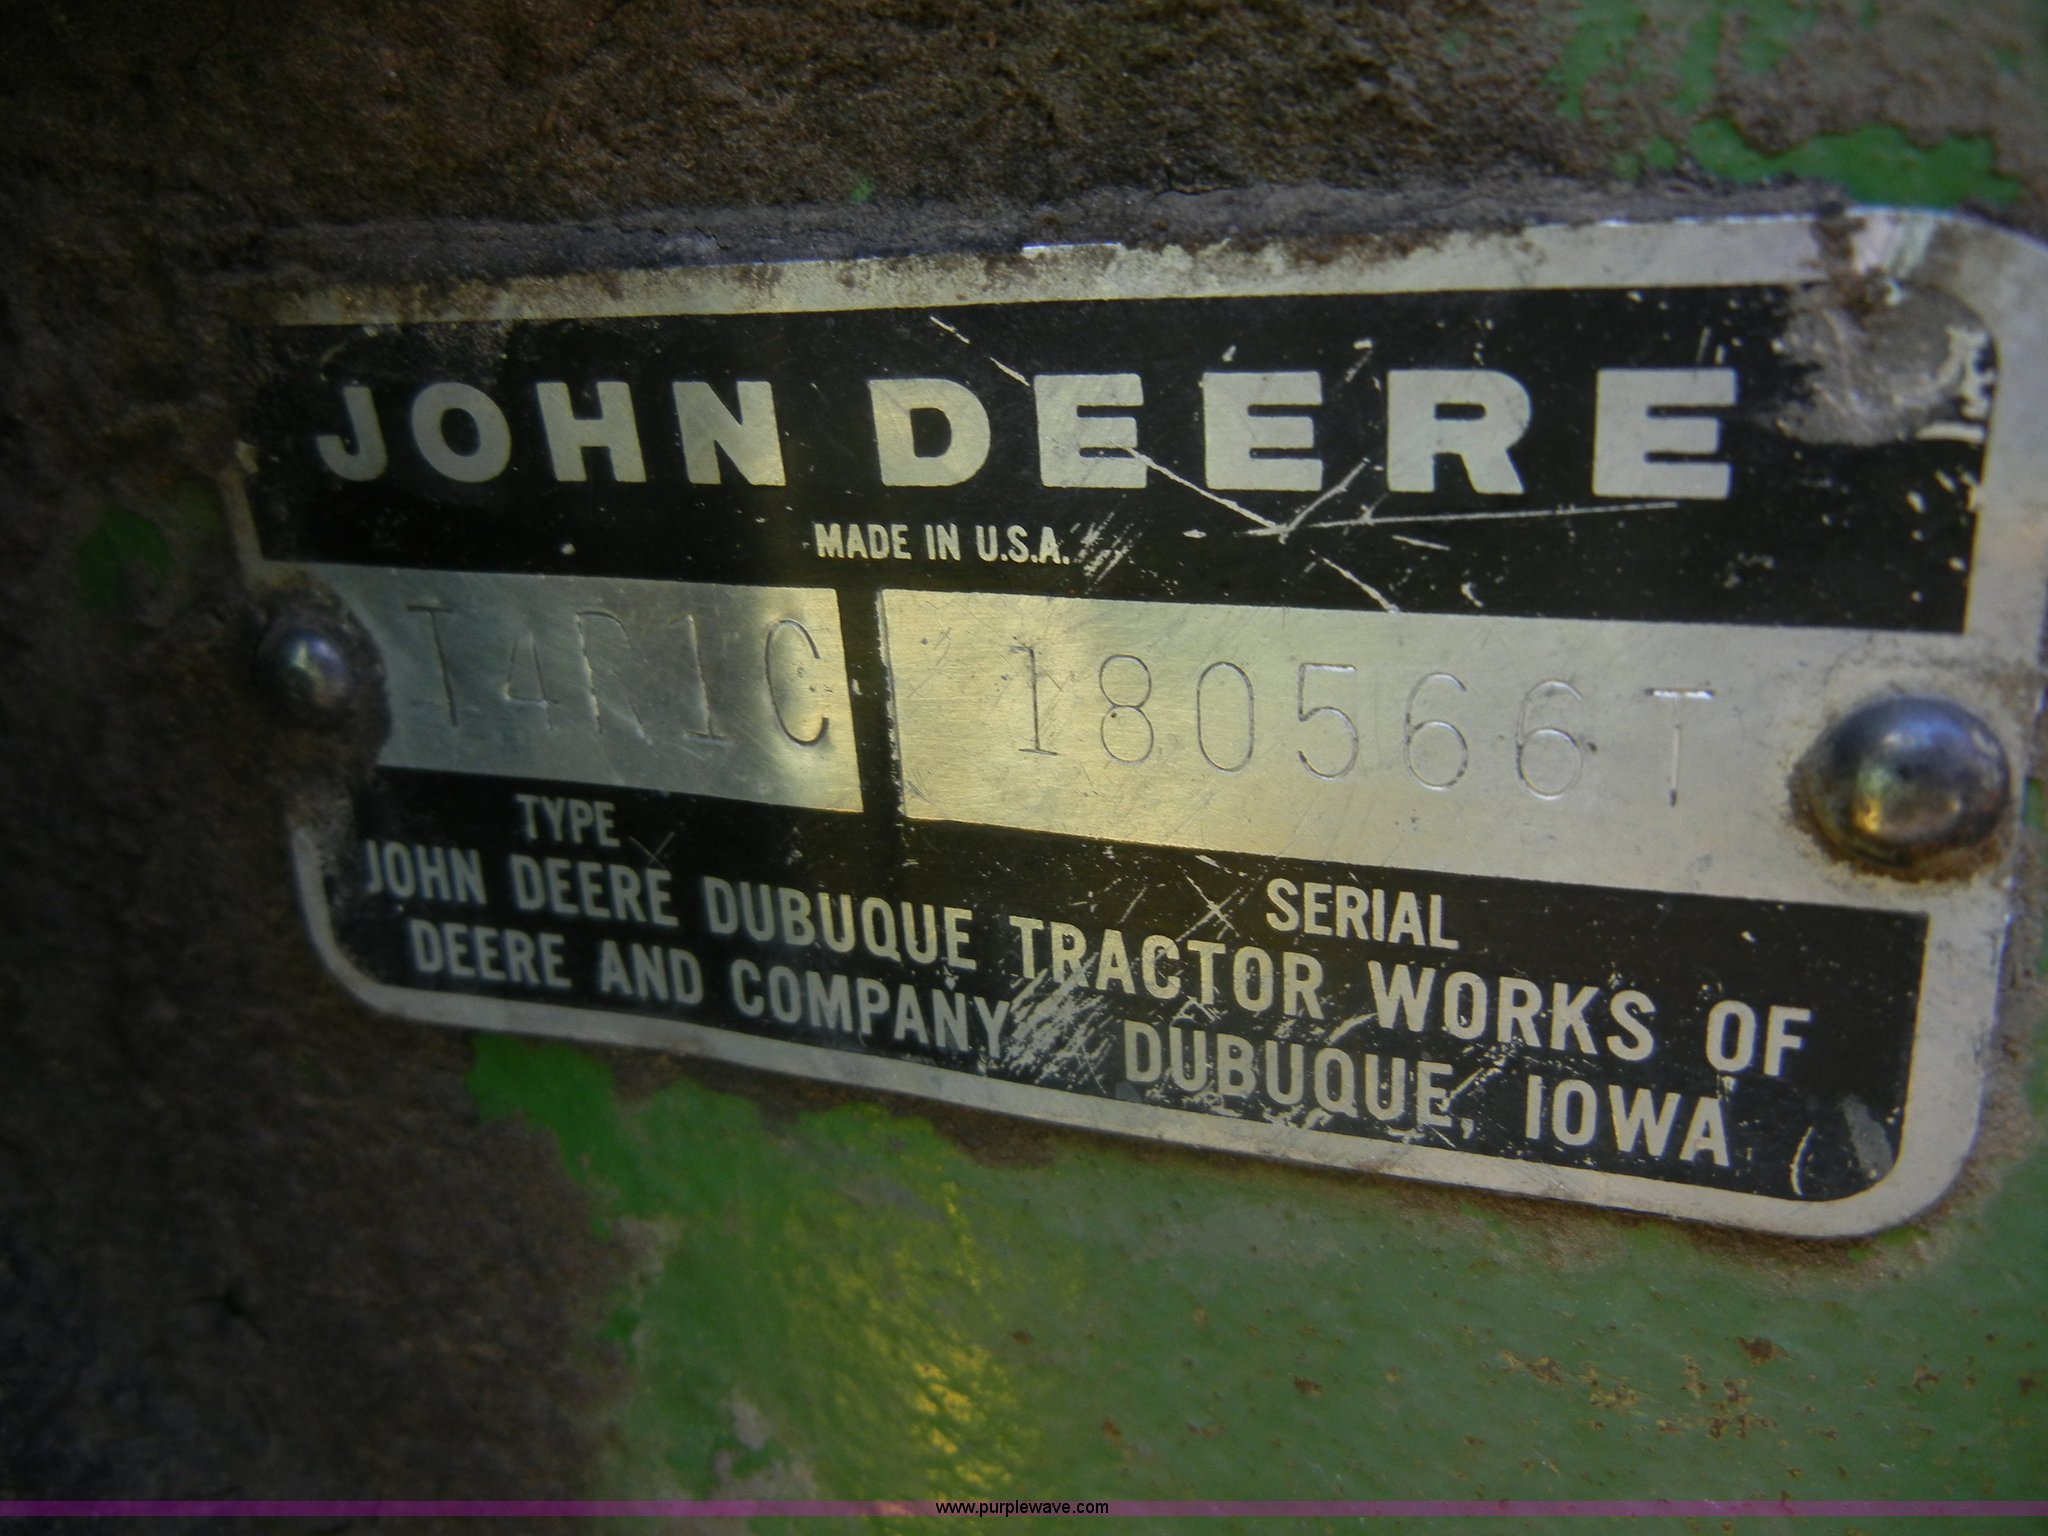 JOHN DEERE
MADE IN U.S.A.
T4R1C 180566T
TYPE SERIAL
JOHN DEERE DUBUQUE TRACTOR WORKS OF
DEERE AND COMPANY DUBUQUE, IOWA
www.purplewave.com